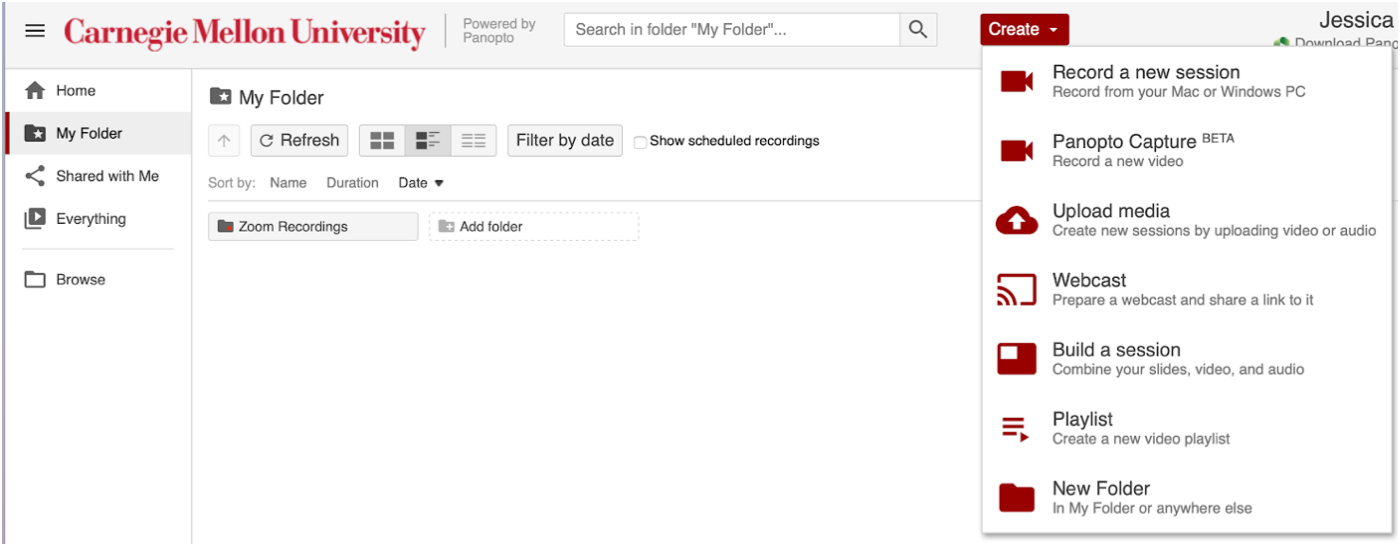 Carnegie Mellon University
Powered by
Panopto
Search in folder "My Folder"...
Create
Jessica
Download Pano
Home
My Folder
Shared with Me
Everything
Browse
My Folder
Refresh
Filter by date
Show scheduled recordings
Sort by: Name Duration Date
Zoom Recordings
Add folder
Record a new session
Record from your Mac or Windows PC
Panopto Capture BETA
Record a new video
Upload media
Create new sessions by uploading video or audio
Webcast
Prepare a webcast and share a link to it
Build a session
Combine your slides, video, and audio
Playlist
Create a new video playlist
New Folder
In My Folder or anywhere else